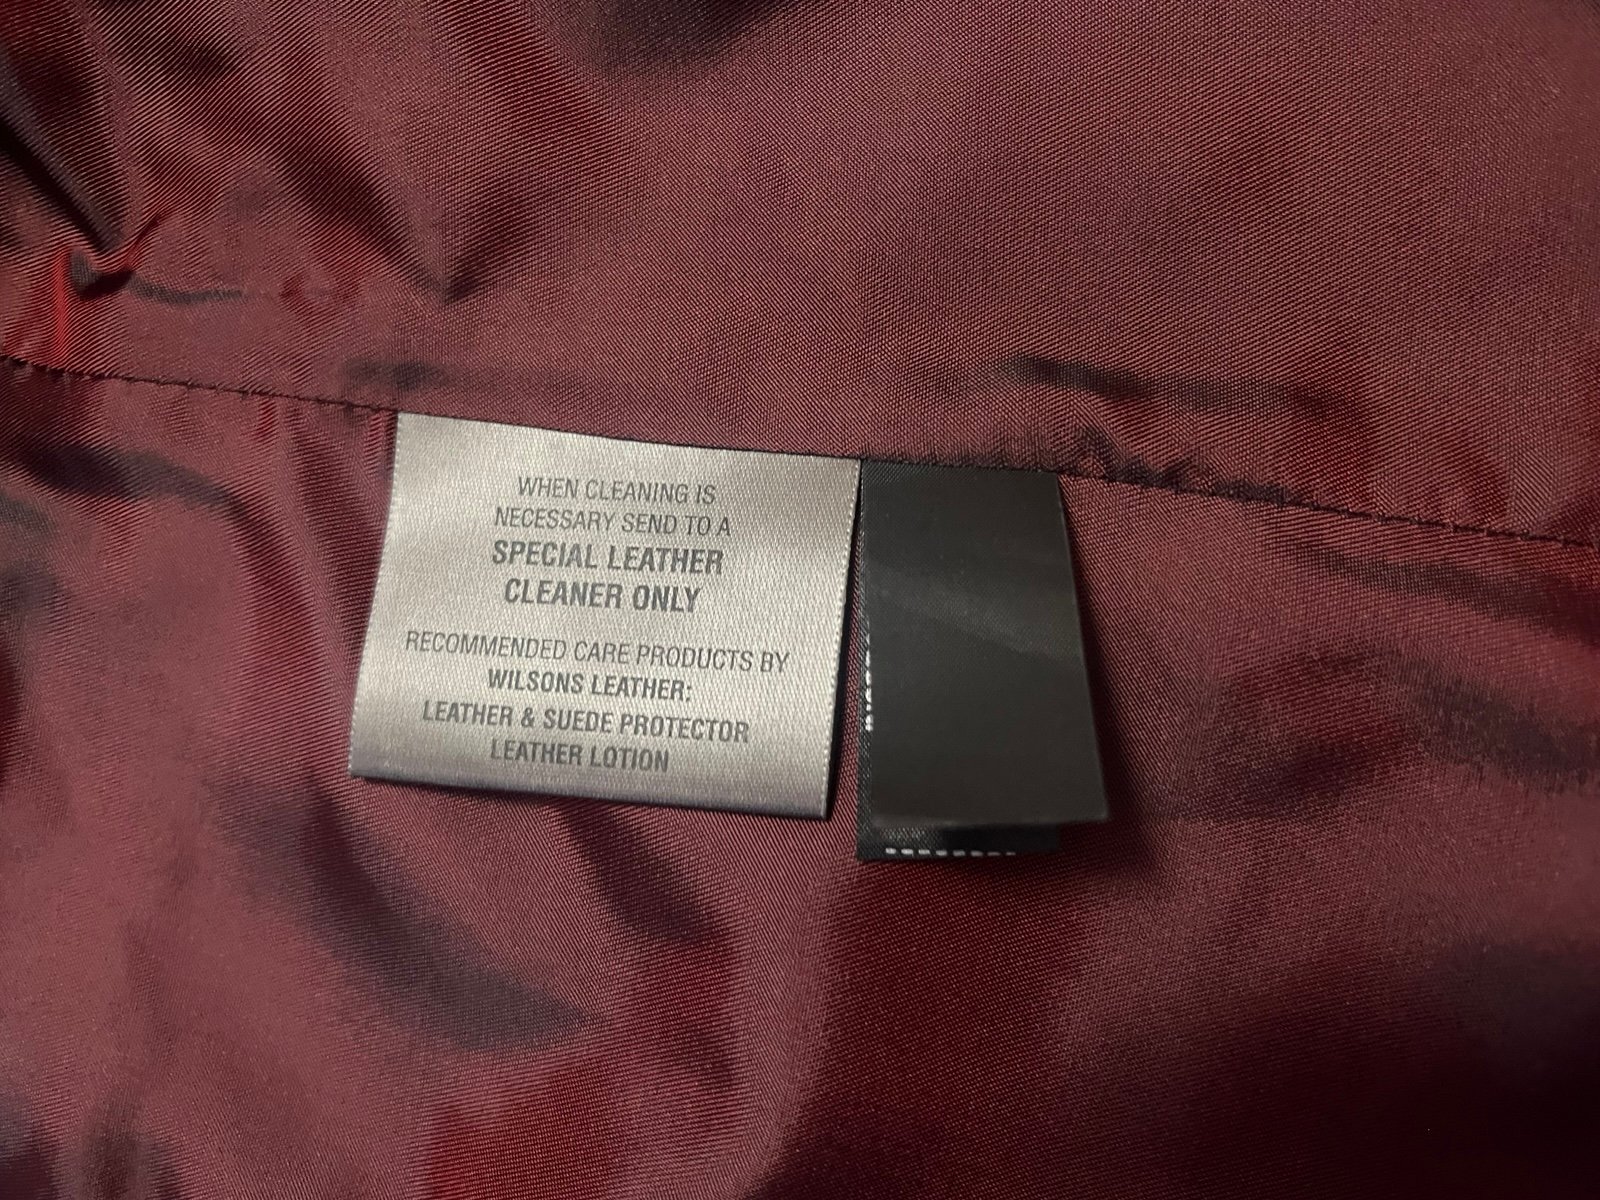 WHEN CLEANING IS
NECESSARY SEND TO A
SPECIAL LEATHER
CLEANER ONLY
RECOMMENDED CARE PRODUCTS BY
WILSONS LEATHER:
LEATHER & SUEDE PROTECTOR
LEATHER LOTION